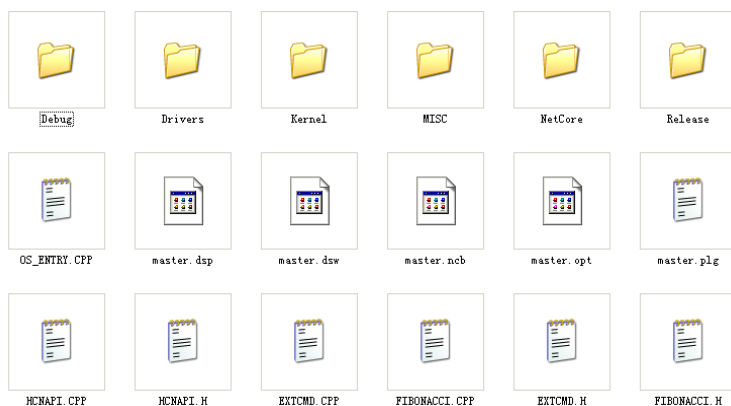 Debug Drivers Kernel MISC NetCore Release
OS_ENTRY.CPP master.dsp master.dsw master.ncb master.opt master.plg
HCNAPI.CPP HCNAPI.H EXTCMD.CPP FIBONACCI.CPP EXTCMD.H FIBONACCI.H